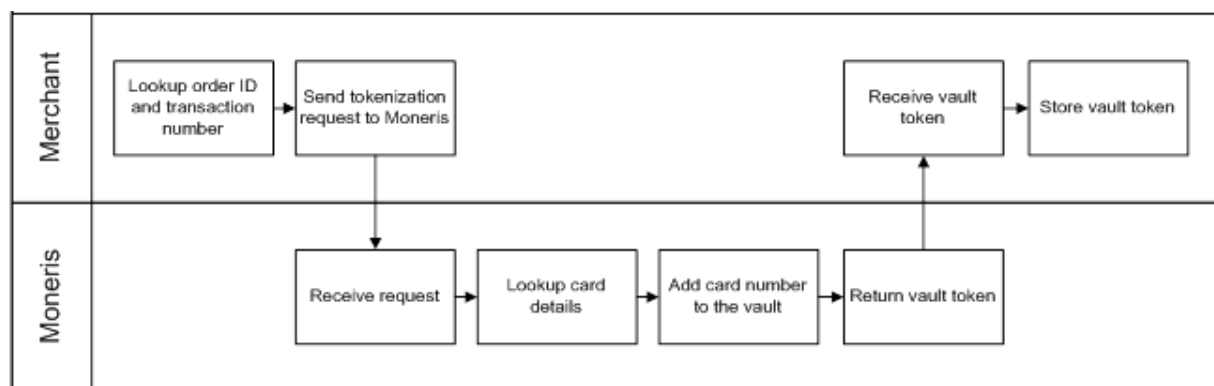 Merchant
Lookup order ID
and transaction
number
Send tokenization
request to Moneris
Receive vault
token
Store vault token
Moneris
Receive request
Lookup card
details
Add card number
to the vault
Return vault token